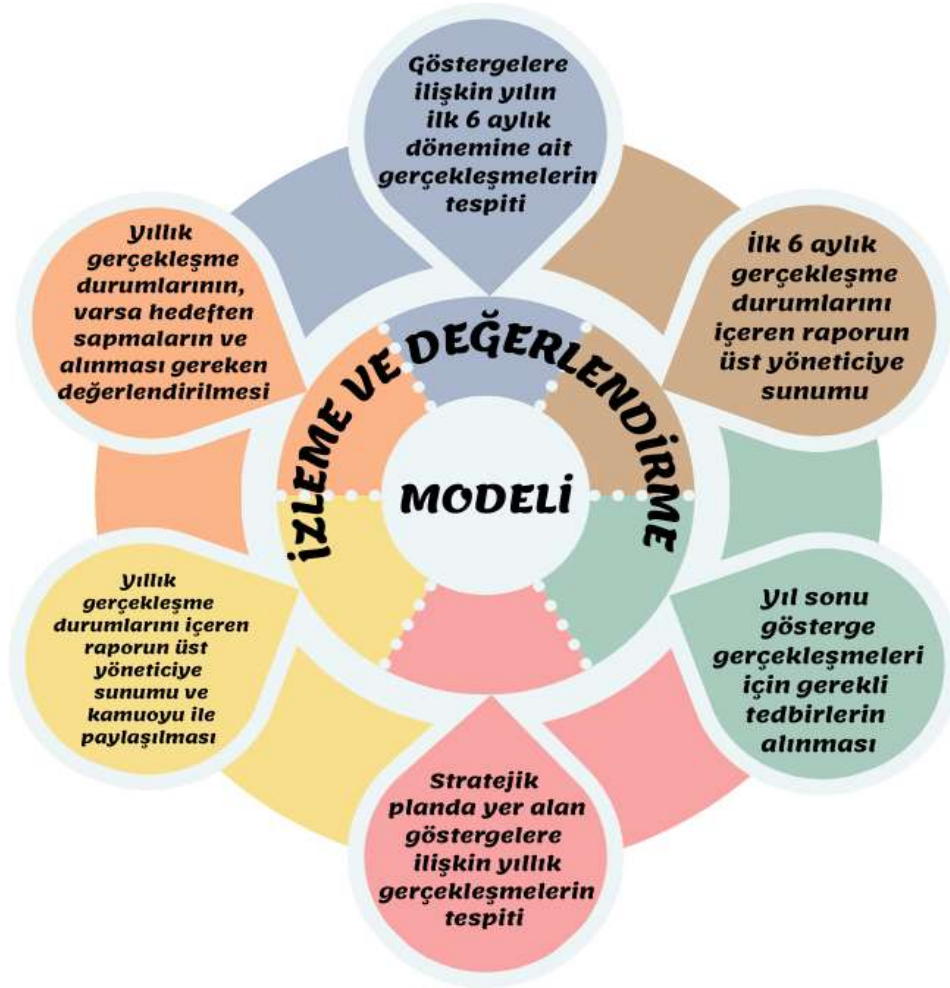 Göstergelere
ilişkin yılın
ilk 6 aylık
dönemine ait
gerçekleşmelerin
tespiti
İlk 6 aylık
gerçekleşme
durumlarını
içeren raporun
üst yöneticiye
sunumu
Yıl sonu
gösterge
gerçekleşmeleri
için gerekli
tedbirlerin
alınması
Stratejik
planda yer alan
göstergelere
ilişkin yıllık
gerçekleşmelerin
tespiti
Yıllık
gerçekleşme
durumlarını içeren
raporun üst
yöneticiye
sunumu ve
kamuoyu ile
paylaşılması
Yıllık
gerçekleşme
durumlarının,
varsa hedeften
sapmaların ve
alınması gereken
değerlendirilmesi
İZLEME VE DEĞERLENDİRME
MODELİ